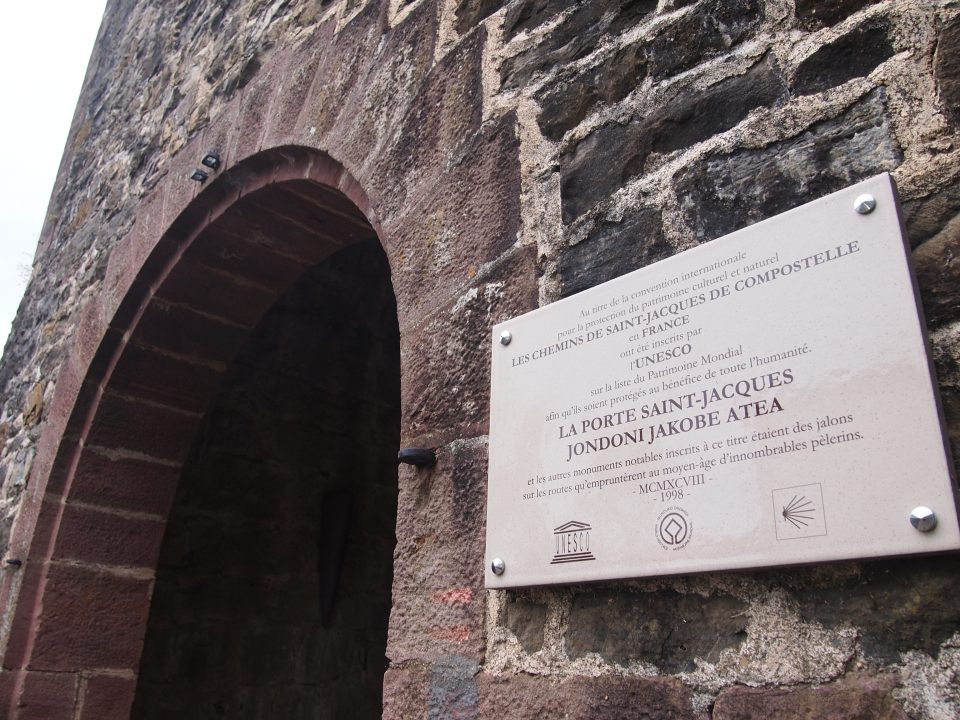 Au titre de la convention internationale
pour la protection du patrimoine culturel et naturel
LES CHEMINS DE SAINT-JACQUES DE COMPOSTELLE
en FRANCE
ont été inscrits par
l'UNESCO
sur la liste du Patrimoine Mondial
afin qu'ils soient protégés au bénéfice de toute l'humanité.
LA PORTE SAINT-JACQUES
JONDONI JAKOBE ATEA
et les autres monuments notables inscrits à ce titre étaient des jalons
sur les routes qu'empruntèrent au moyen-âge d'innombrables pèlerins.
- MCMXCVIII -
- 1998 -
UNESCO